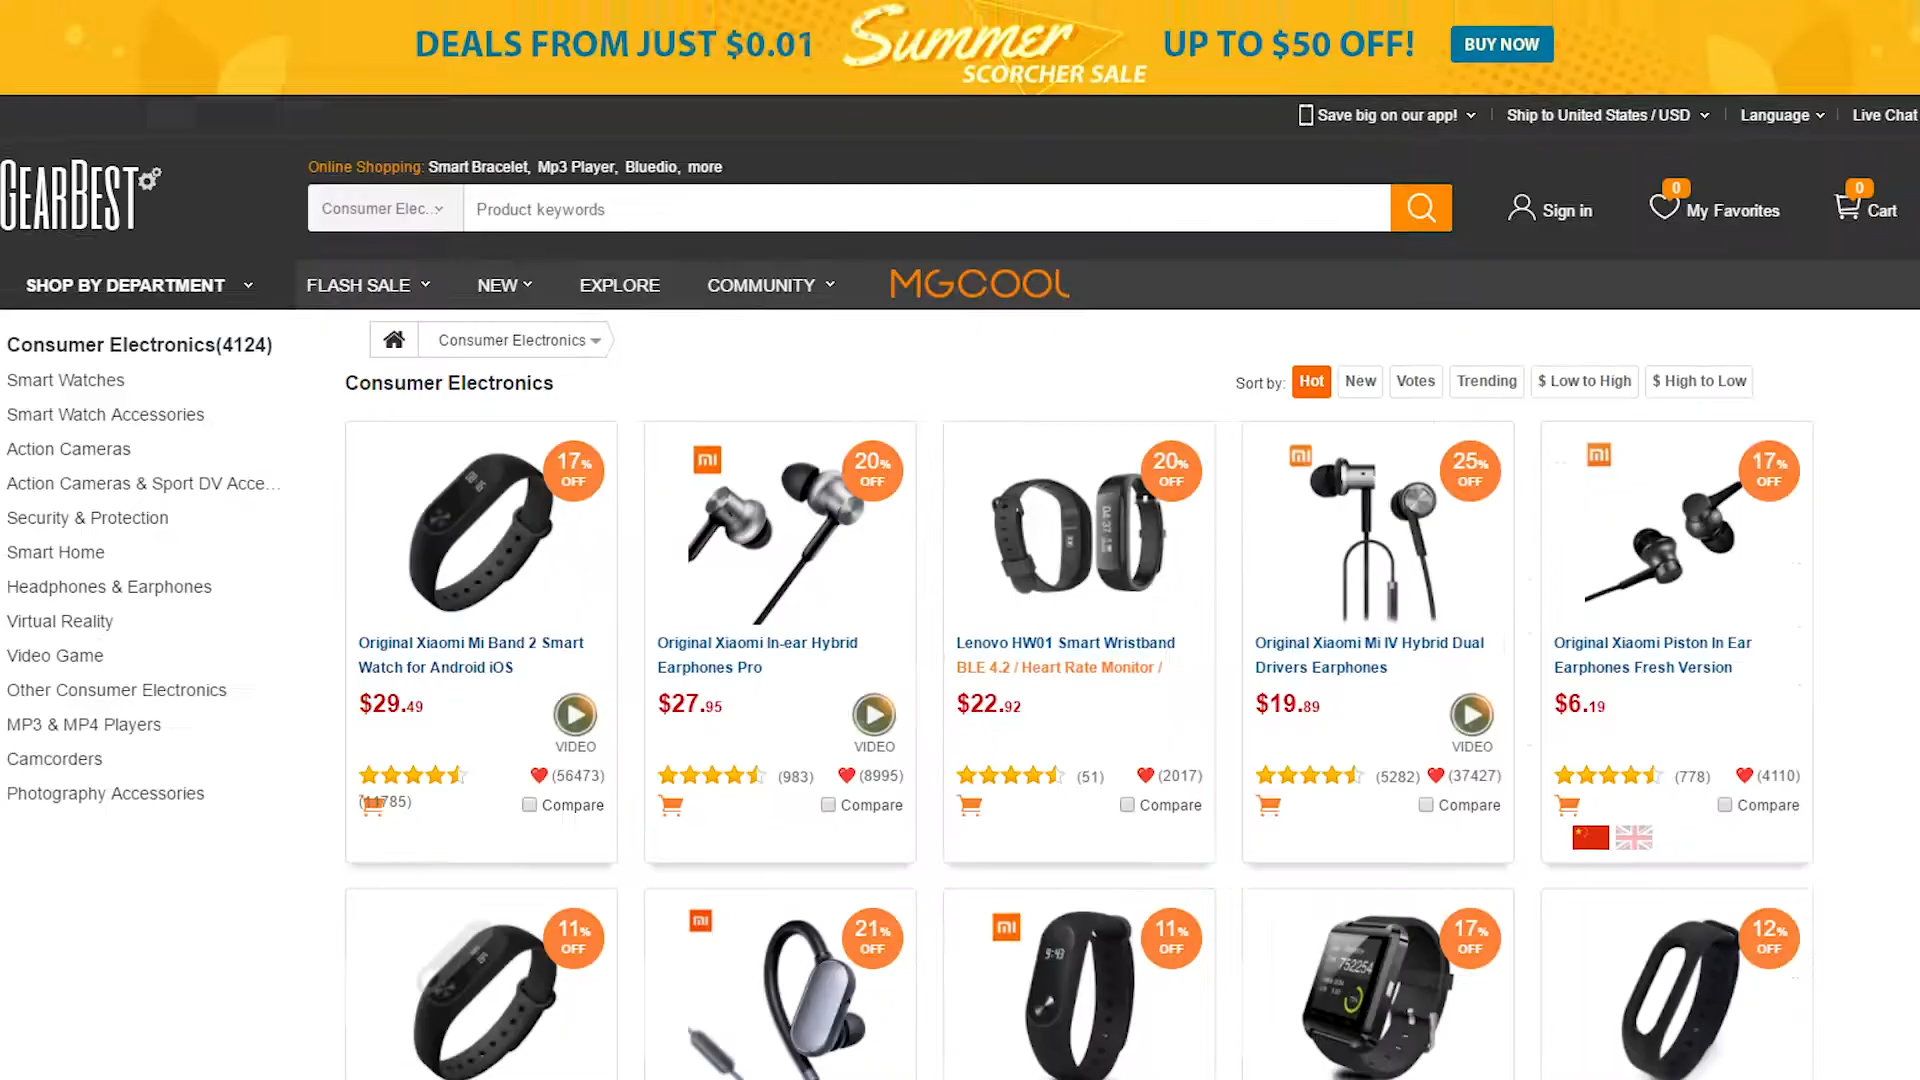 DEALS FROM JUST $0.01 Summer SCORCHER SALE UP TO $50 OFF! BUY NOW
Save big on our app! Ship to United States / USD Language Live Chat
GEARBEST
Online Shopping: Smart Bracelet, Mp3 Player, Bluedio, more
Consumer Elec... Product keywords
Sign in 0 My Favorites 0 Cart
SHOP BY DEPARTMENT FLASH SALE NEW EXPLORE COMMUNITY MGCOOL
Consumer Electronics(4124)
Smart Watches
Smart Watch Accessories
Action Cameras
Action Cameras & Sport DV Acce...
Security & Protection
Smart Home
Headphones & Earphones
Virtual Reality
Video Game
Other Consumer Electronics
MP3 & MP4 Players
Camcorders
Photography Accessories
Consumer Electronics
Consumer Electronics
Sort by: Hot New Votes Trending $ Low to High $ High to Low
17% OFF
Original Xiaomi Mi Band 2 Smart
Watch for Android iOS
$29.49
VIDEO
(56473)
(11785) Compare
mi 20% OFF
Original Xiaomi In-ear Hybrid
Earphones Pro
$27.95
VIDEO
(983) (8995)
Compare
20% OFF
04:37
Lenovo HW01 Smart Wristband
BLE 4.2 / Heart Rate Monitor /
$22.92
(51) (2017)
Compare
mi 25% OFF
Original Xiaomi Mi IV Hybrid Dual
Drivers Earphones
$19.89
VIDEO
(5282) (37427)
Compare
mi 17% OFF
Original Xiaomi Piston In Ear
Earphones Fresh Version
$6.19
(778) (4110)
Compare
11% OFF
mi 21% OFF
mi 11% OFF
9:43
17% OFF
752254
12% OFF